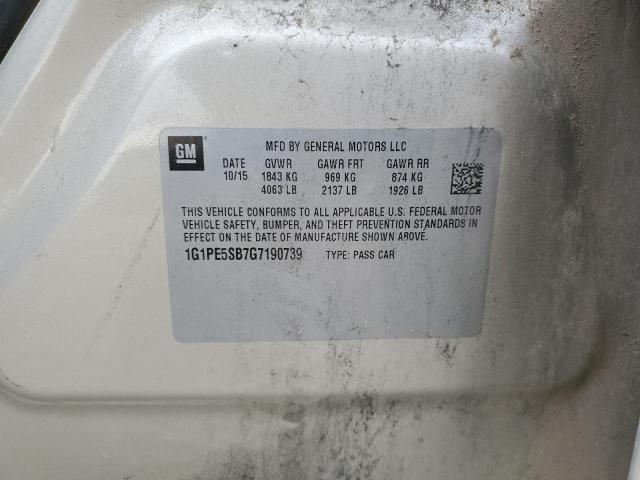 GM
MFD BY GENERAL MOTORS LLC
DATE GVWR GAWR FRT GAWR RR
10/15 1843 KG 969 KG 874 KG
4063 LB 2137 LB 1926 LB
THIS VEHICLE CONFORMS TO ALL APPLICABLE U.S. FEDERAL MOTOR
VEHICLE SAFETY, BUMPER, AND THEFT PREVENTION STANDARDS IN
EFFECT ON THE DATE OF MANUFACTURE SHOWN ABOVE.
1G1PE5SB7G7190739 TYPE: PASS CAR